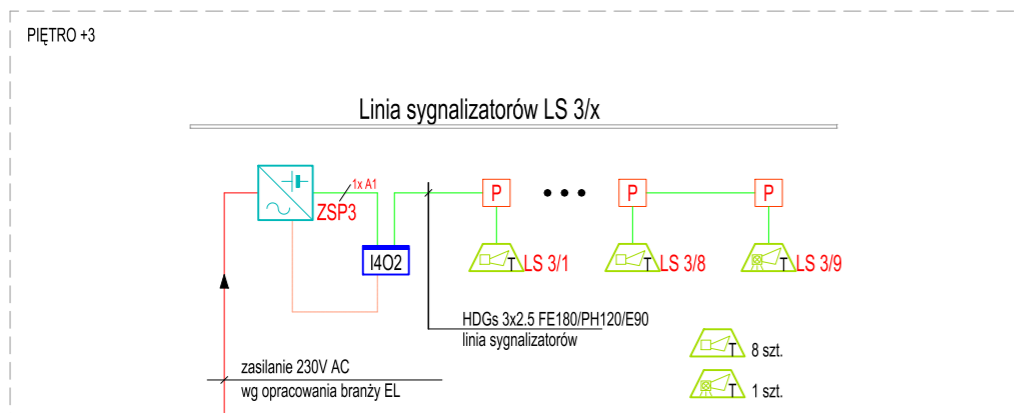 PIĘTRO +3
Linia sygnalizatorów LS 3/x
1x A1
ZSP3
P
P
P
I4O2
T LS 3/1
T LS 3/8
T LS 3/9
HDGs 3x2.5 FE180/PH120/E90
linia sygnalizatorów
T 8 szt.
zasilanie 230V AC
wg opracowania branży EL
T 1 szt.